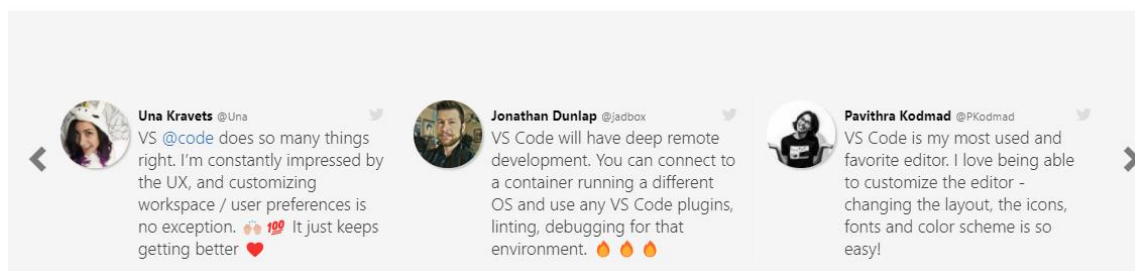 Una Kravets @Una
VS @code does so many things
right. I'm constantly impressed by
the UX, and customizing
workspace / user preferences is
no exception. 🙌🏻 💯 It just keeps
getting better ❤️
Jonathan Dunlap @jadbox
VS Code will have deep remote
development. You can connect to
a container running a different
OS and use any VS Code plugins,
linting, debugging for that
environment. 🔥 🔥 🔥
Pavithra Kodmad @PKodmad
VS Code is my most used and
favorite editor. I love being able
to customize the editor -
changing the layout, the icons,
fonts and color scheme is so
easy!